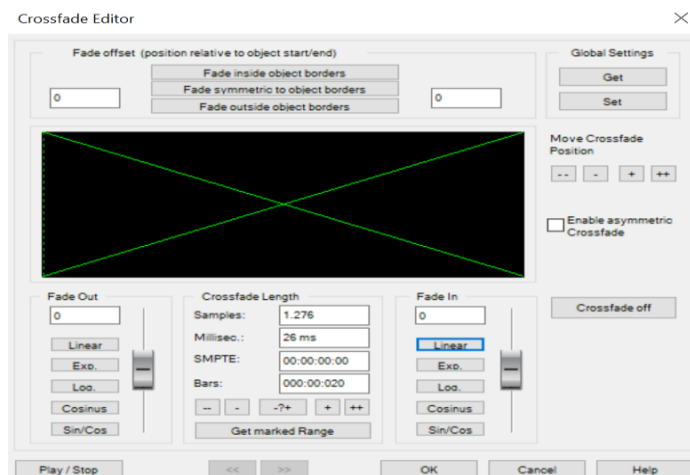 Crossfade Editor
Fade offset (position relative to object start/end)
Global Settings
Fade inside object borders
Get
0
Fade symmetric to object borders
0
Fade outside object borders
Set
Move Crossfade
Position
-- - + ++
Enable asymmetric
Crossfade
Fade Out
Crossfade Length
Fade In
0
Samples: 1.276
0
Crossfade off
Linear
Millisec.: 26 ms
Linear
Exp.
SMPTE: 00:00:00:00
Exp.
Log.
Bars: 000:00:020
Log.
Cosinus
-- - -?+ + ++
Cosinus
Sin/Cos
Get marked Range
Sin/Cos
Play / Stop << >> OK Cancel Help